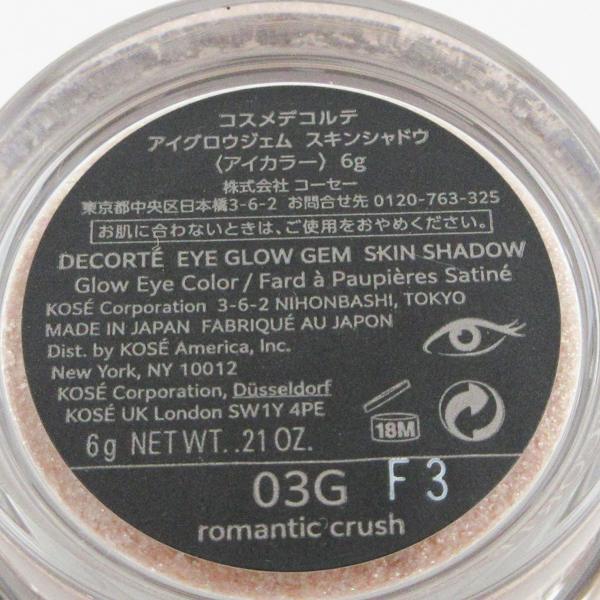 コスメデコルテ
アイグロウジェム スキンシャドウ
〈アイカラー〉 6g
株式会社 コーセー
東京都中央区日本橋3-6-2 お問合せ先 0120-763-325
お肌に合わないときは、ご使用をおやめください。
DECORTÉ EYE GLOW GEM SKIN SHADOW
Glow Eye Color / Fard à Paupières Satiné
KOSÉ Corporation 3-6-2 NIHONBASHI, TOKYO
MADE IN JAPAN FABRIQUÉ AU JAPON
Dist. by KOSÉ America, Inc.
New York, NY 10012
KOSÉ Corporation, Düsseldorf
KOSÉ UK London SW1Y 4PE
18M
6g NET WT. .21 OZ.
03G F3
romantic crush